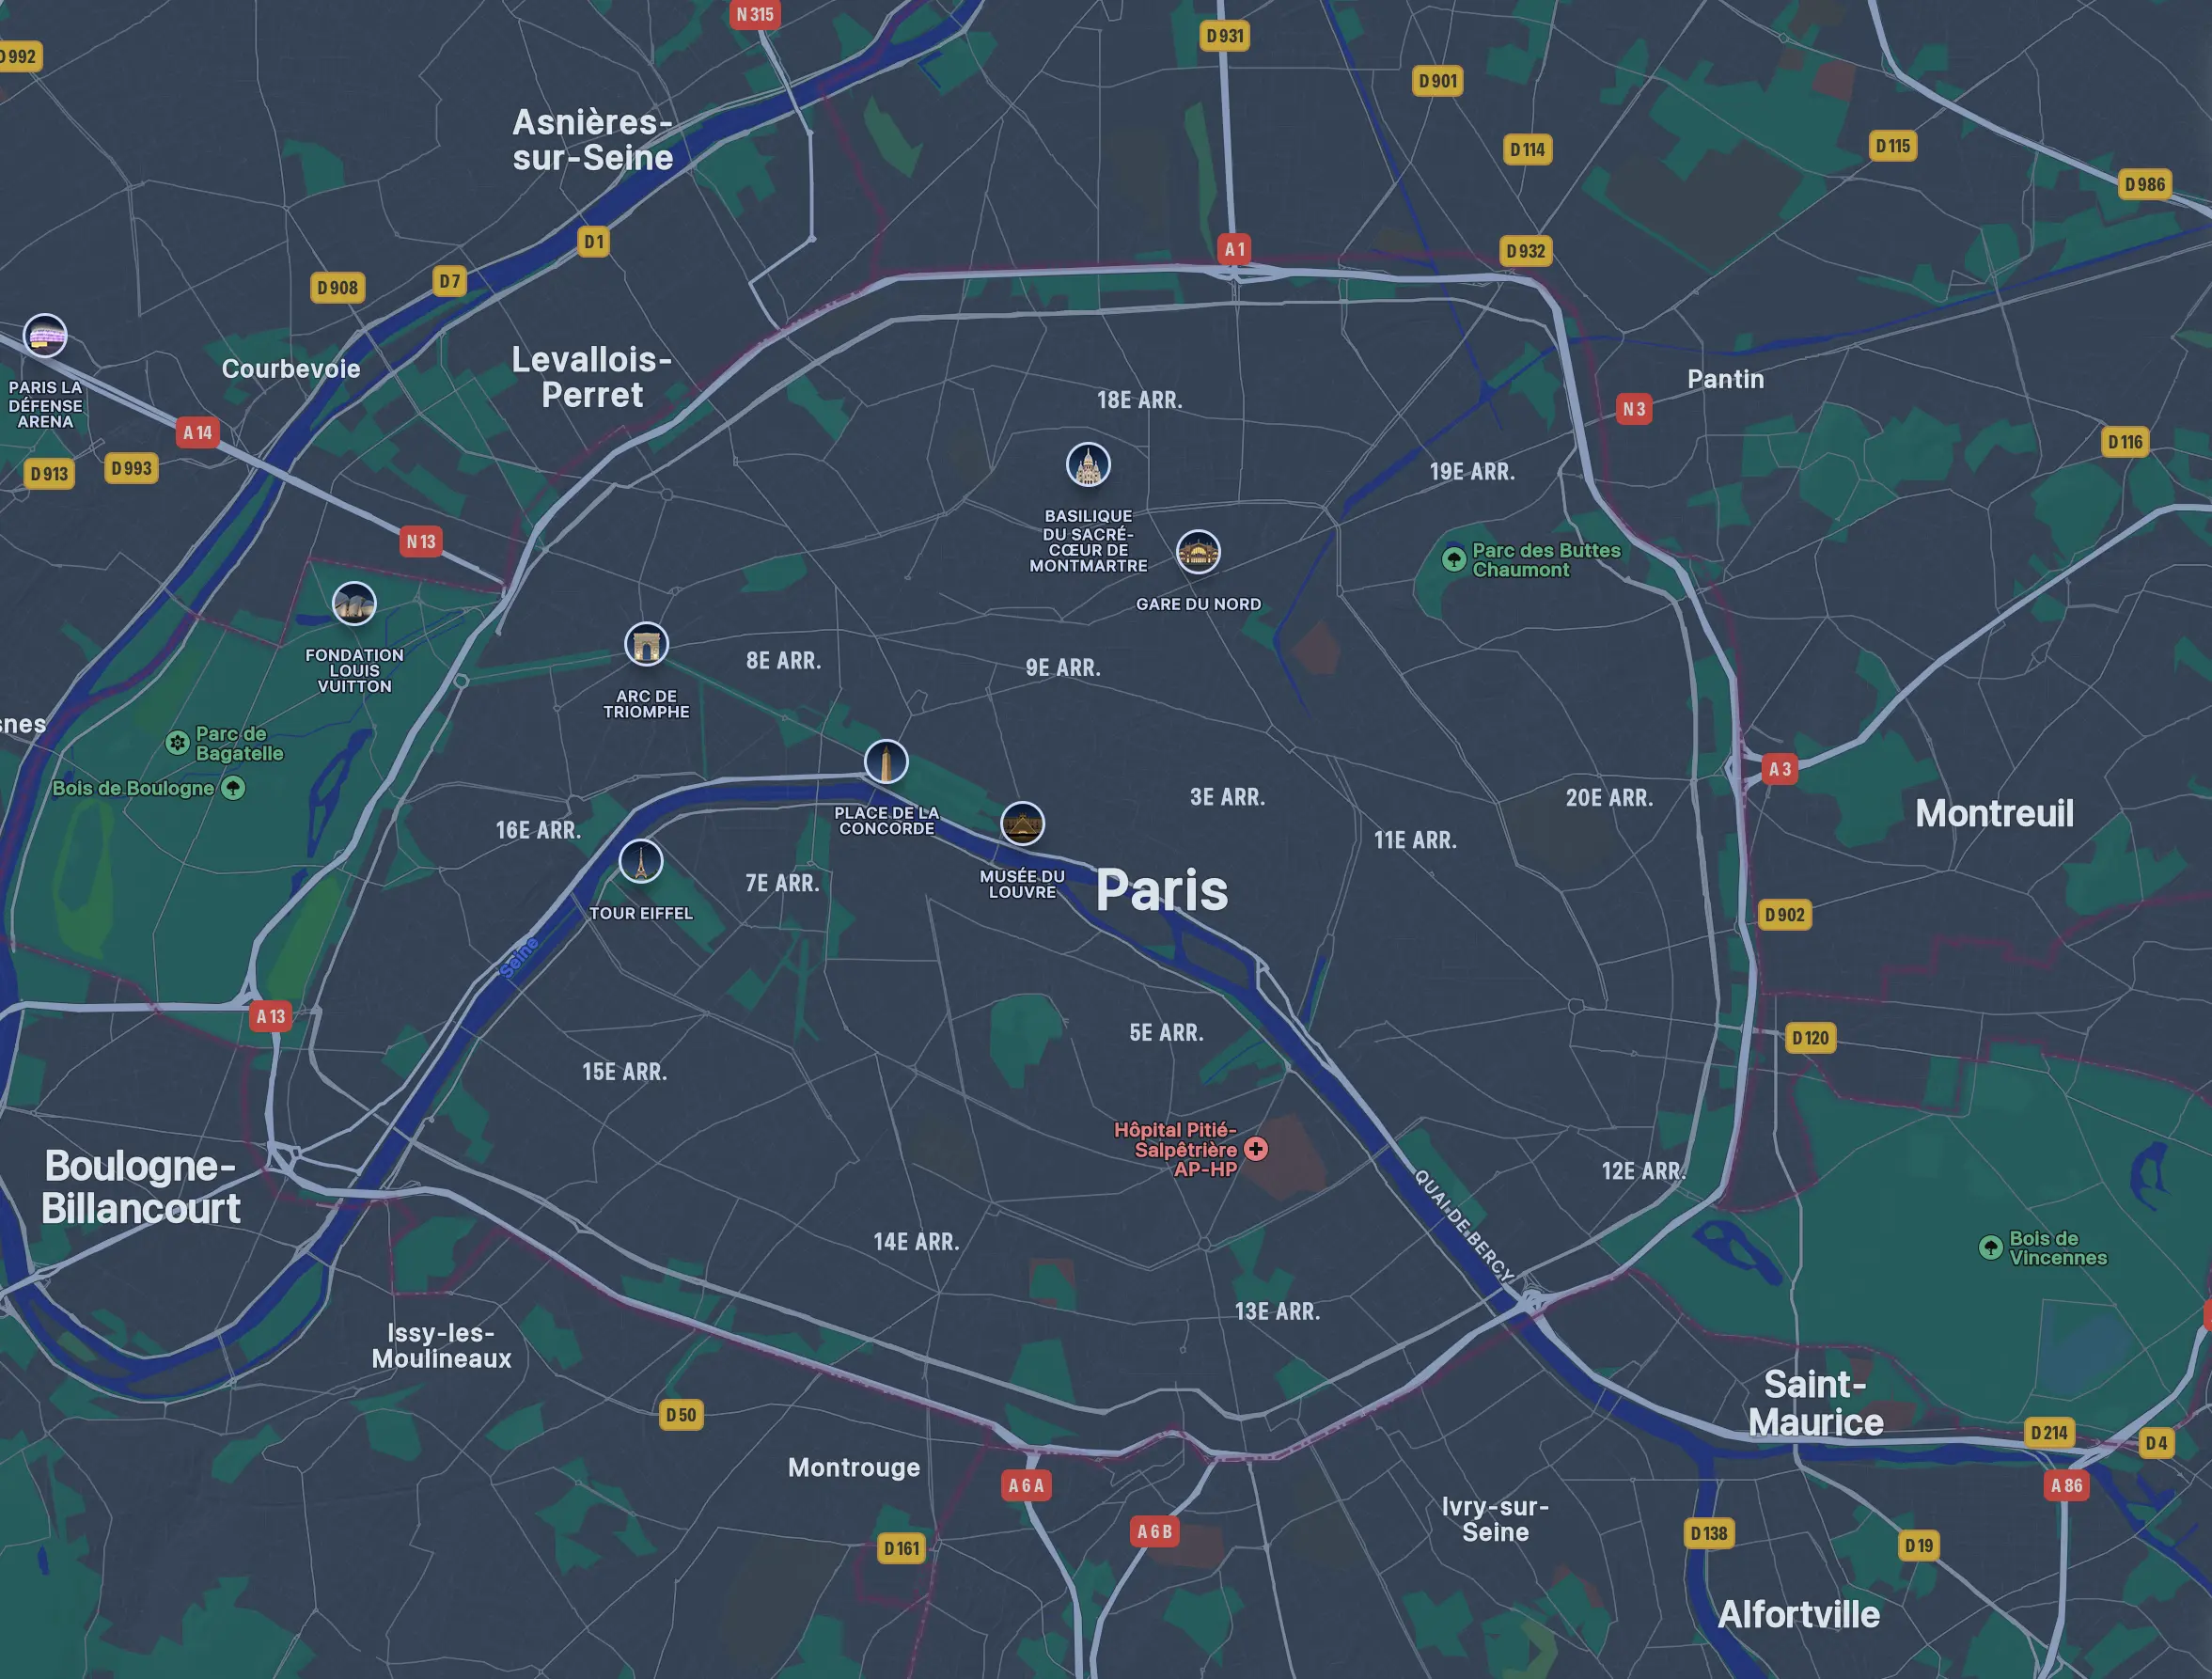 N 315
D 931
D 992
D 901
Asnières-
sur-Seine
D 114
D 115
D 986
D 1
A 1
D 932
D 7
D 908
PARIS LA
DÉFENSE
ARENA
Courbevoie
Levallois-
Perret
Pantin
18E ARR.
N 3
A 14
D 116
D 913
D 993
19E ARR.
BASILIQUE
DU SACRÉ-
CŒUR DE
MONTMARTRE
N 13
Parc des Buttes
Chaumont
GARE DU NORD
FONDATION
LOUIS
VUITTON
8E ARR.
9E ARR.
ARC DE
TRIOMPHE
snes
Parc de
Bagatelle
Bois de Boulogne
A 3
3E ARR.
20E ARR.
PLACE DE LA
CONCORDE
Montreuil
16E ARR.
11E ARR.
7E ARR.
MUSÉE DU
LOUVRE
Paris
TOUR EIFFEL
D 902
Seine
A 13
5E ARR.
D 120
15E ARR.
Hôpital Pitié-
Salpêtrière
AP-HP
12E ARR.
Boulogne-
Billancourt
QUAI DE BERCY
14E ARR.
Bois de
Vincennes
13E ARR.
Issy-les-
Moulineaux
Saint-
Maurice
D 50
D 214
D 4
Montrouge
A 6 A
A 86
Ivry-sur-
Seine
A 6 B
D 161
D 138
D 19
Alfortville